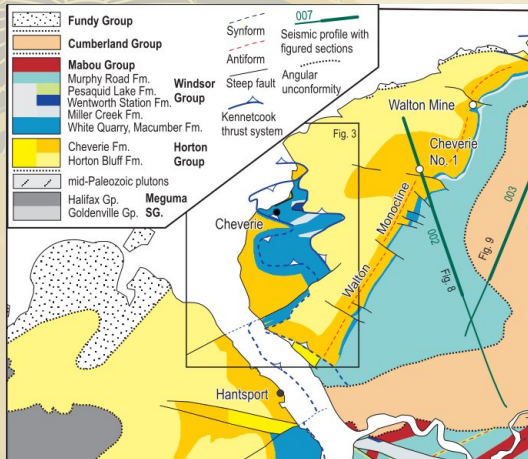 Fundy Group
Cumberland Group
Mabou Group
Murphy Road Fm.
Pesaquid Lake Fm.
Wentworth Station Fm.
Miller Creek Fm.
White Quarry, Macumber Fm.
Windsor
Group
Cheverie Fm.
Horton Bluff Fm.
Horton
Group
mid-Paleozoic plutons
Halifax Gp.
Goldenville Gp.
Meguma
SG.
Synform
Antiform
Steep fault
Kennetcook
thrust system
007
Seismic profile with
figured sections
Angular
unconformity
Fig. 3
Walton Mine
Cheverie
No. 1
Cheverie
Walton
Monocline
002
Fig. 8
003
Fig. 9
Hantsport